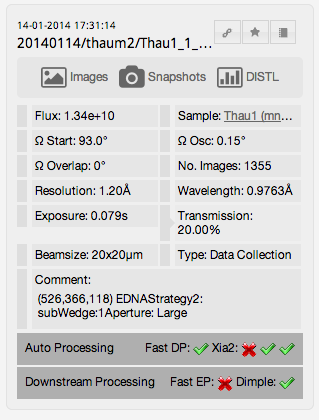 14-01-2014 17:31:14
20140114/thaum2/Thau1_1_...
Images Snapshots DISTL
Flux: 1.34e+10 Sample: Thau1 (mn...
Ω Start: 93.0° Ω Osc: 0.15°
Ω Overlap: 0° No. Images: 1355
Resolution: 1.20Å Wavelength: 0.9763Å
Exposure: 0.079s Transmission:
20.00%
Beamsize: 20x20µm Type: Data Collection
Comment:
(526,366,118) EDNAStrategy2:
subWedge:1Aperture: Large
Auto Processing Fast DP: Xia2:
Downstream Processing Fast EP: Dimple: